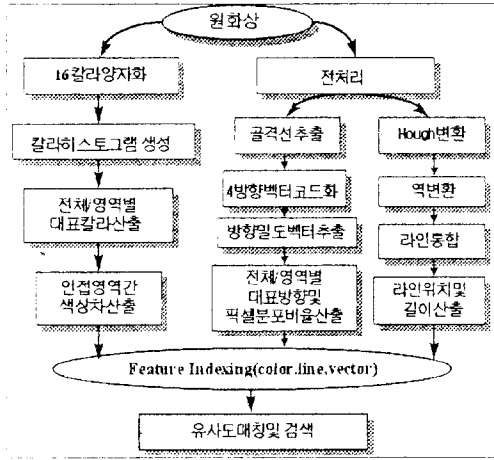 원화상
16칼라양자화
전처리
칼라히스토그램 생성
골격선추출
Hough변환
4방향벡터코드화
역변환
전체/영역별
대표칼라산출
방향밀도벡터추출
라인통합
인접영역간
색상차산출
전체/영역별
대표방향및
픽셀분포비율산출
라인위치및
길이산출
Feature Indexing(color,line,vector)
유사도매칭및 검색